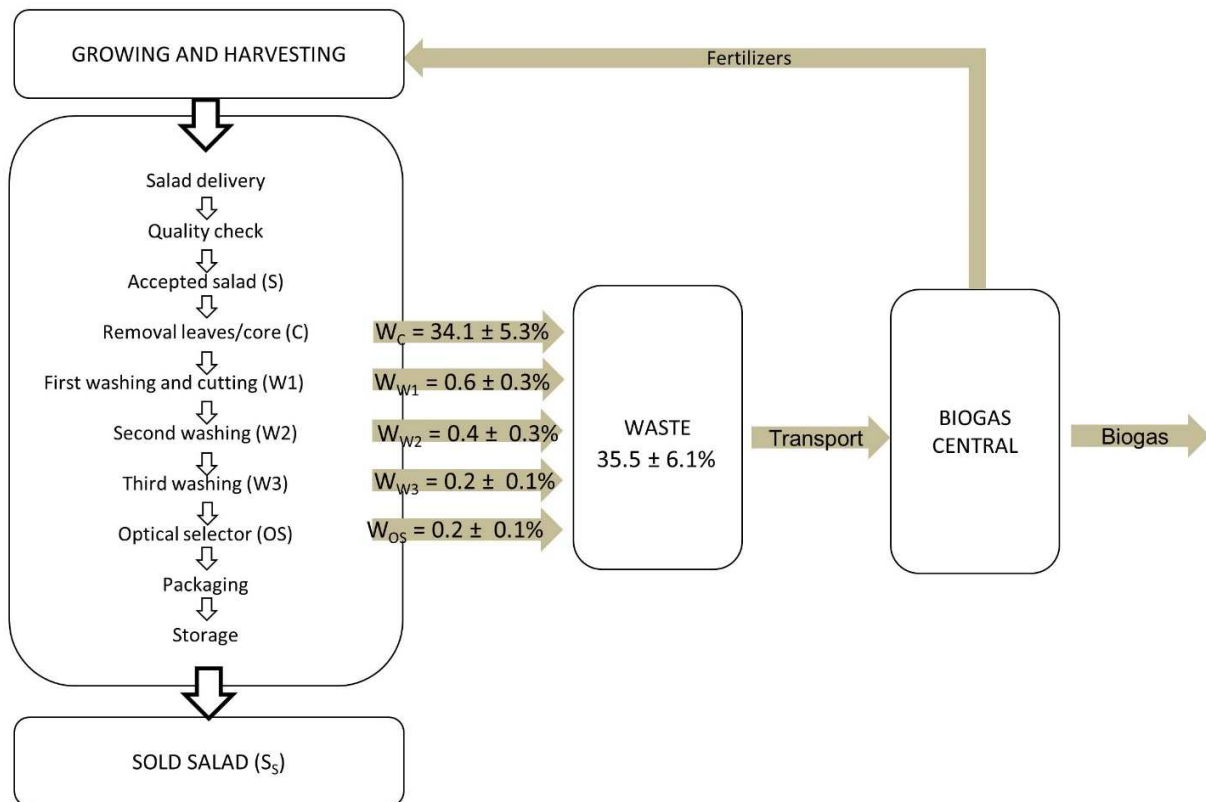 GROWING AND HARVESTING
Fertilizers
Salad delivery
Quality check
Accepted salad (S)
Removal leaves/core (C)
First washing and cutting (W1)
Second washing (W2)
Third washing (W3)
Optical selector (OS)
Packaging
Storage
W_C = 34.1 ± 5.3%
W_W1 = 0.6 ± 0.3%
W_W2 = 0.4 ± 0.3%
W_W3 = 0.2 ± 0.1%
W_OS = 0.2 ± 0.1%
WASTE
35.5 ± 6.1%
Transport
BIOGAS
CENTRAL
Biogas
SOLD SALAD (S_S)